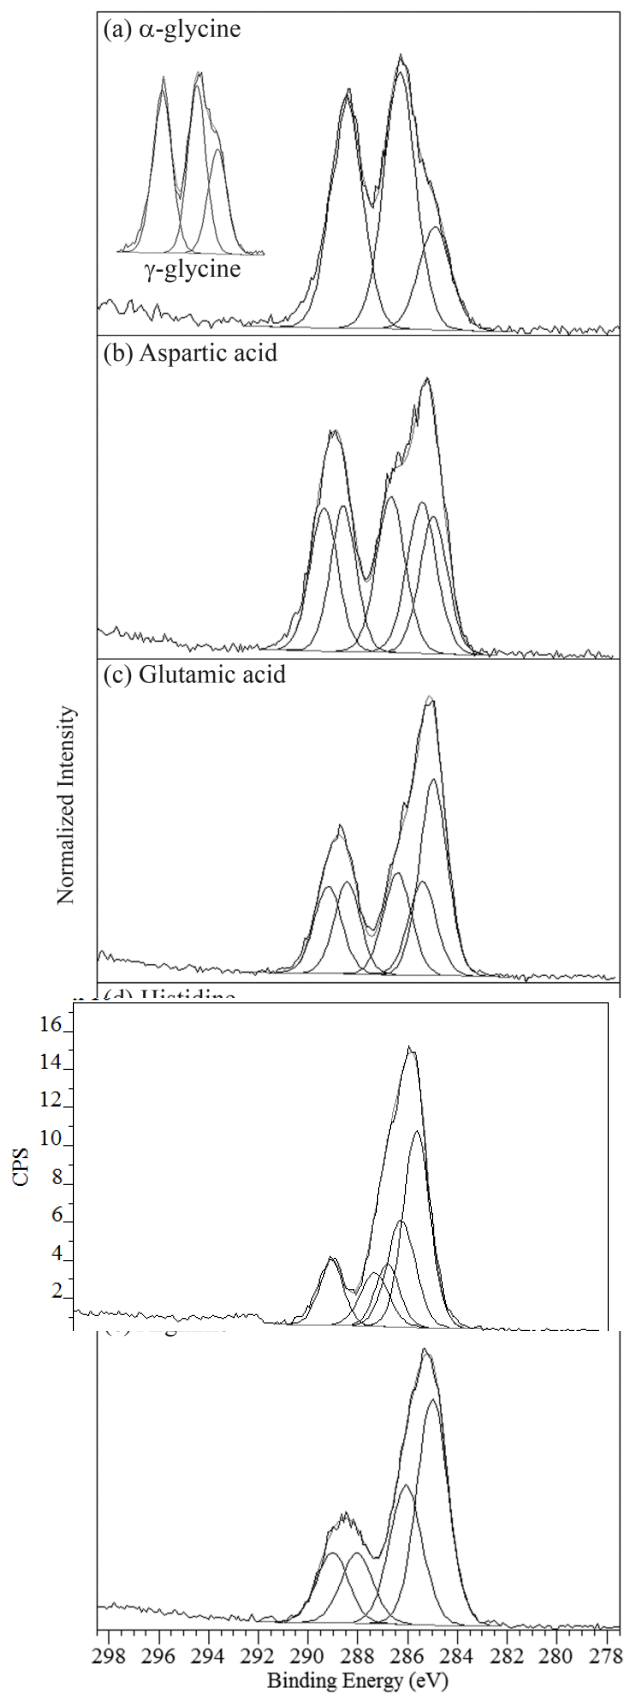 (a) α-glycine
γ-glycine
(b) Aspartic acid
(c) Glutamic acid
Normalized Intensity
(d) Histidine
16
14
12
10
8
6
4
2
CPS
298 296 294 292 290 288 286 284 282 280 278
Binding Energy (eV)